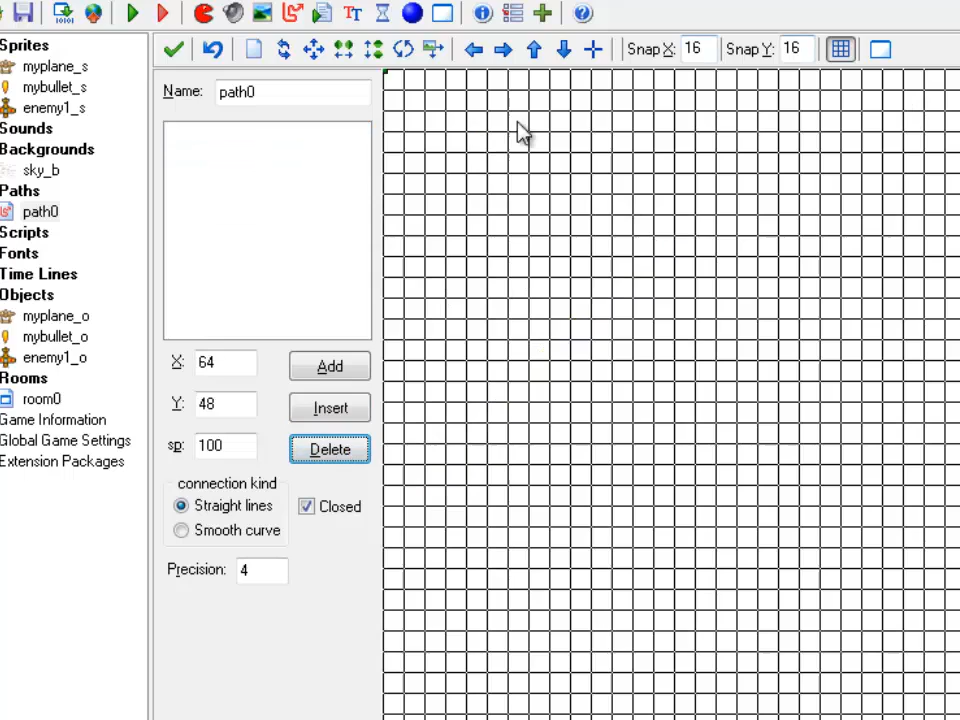 TT
Snap X: 16 Snap Y: 16
Sprites
myplane_s
mybullet_s
enemy1_s
Sounds
Backgrounds
sky_b
Paths
path0
Scripts
Fonts
Time Lines
Objects
myplane_o
mybullet_o
enemy1_o
Rooms
room0
Game Information
Global Game Settings
Extension Packages
Name: path0
X: 64 Add
Y: 48 Insert
sp: 100 Delete
connection kind
Straight lines Closed
Smooth curve
Precision: 4